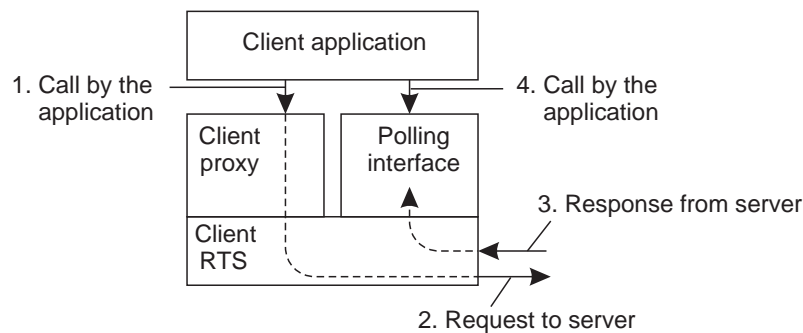 Client application
1. Call by the
application
4. Call by the
application
Client
proxy
Polling
interface
3. Response from server
Client
RTS
2. Request to server